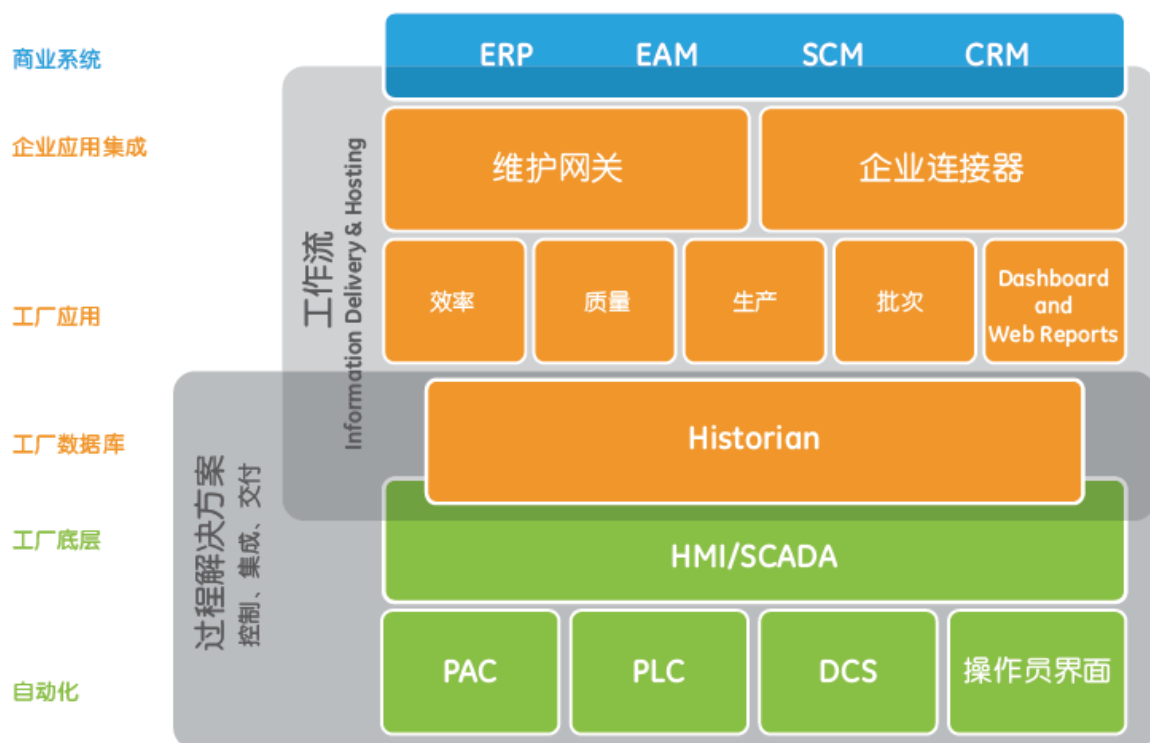 商业系统
ERP EAM SCM CRM
企业应用集成
维护网关
企业连接器
工作流
Information Delivery & Hosting
工厂应用
效率
质量
生产
批次
Dashboard
and
Web Reports
工厂数据库
Historian
过程解决方案
控制、集成、交付
工厂底层
HMI/SCADA
自动化
PAC
PLC
DCS
操作员界面